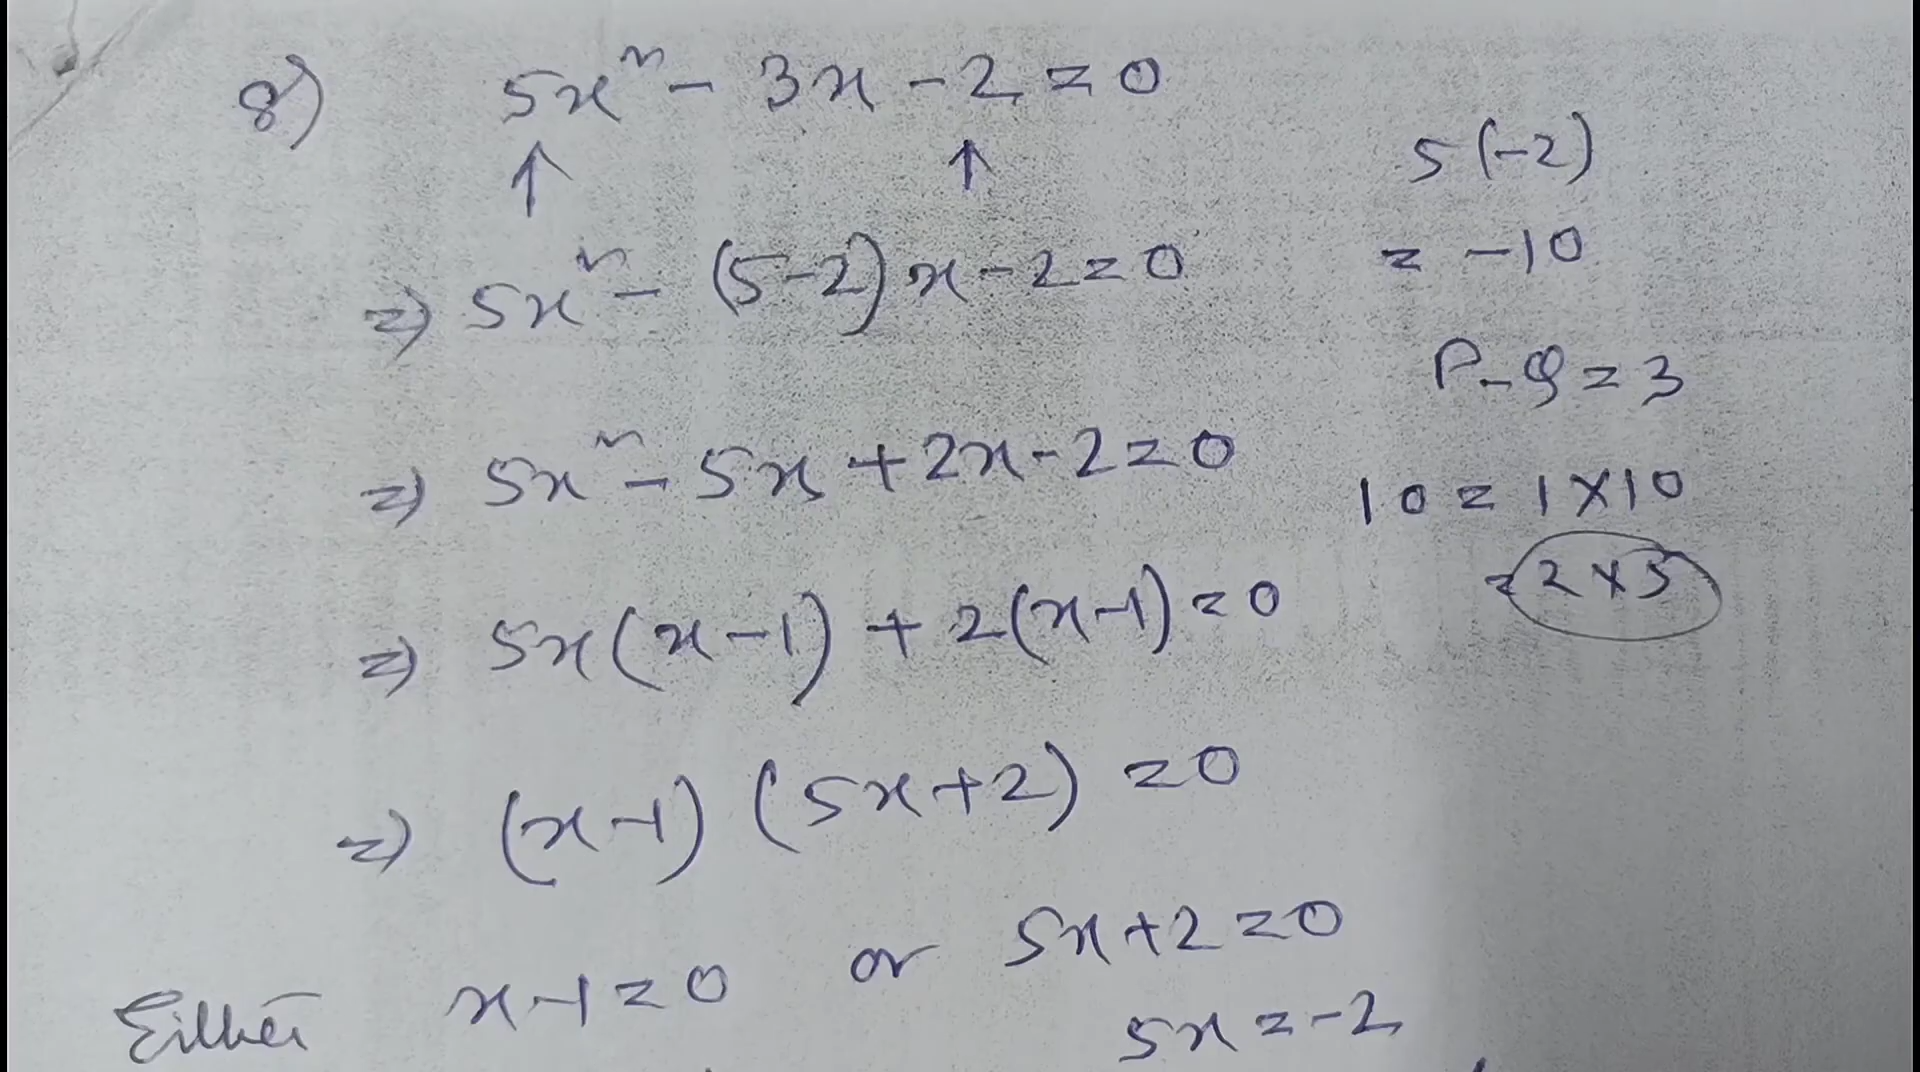 8) 5x² - 3x - 2 = 0
↑ ↑
⇒ 5x² - (5-2)x - 2 = 0
⇒ 5x² - 5x + 2x - 2 = 0
⇒ 5x(x-1) + 2(x-1) = 0
⇒ (x-1) (5x+2) = 0
Either x-1 = 0 or 5x+2 = 0
5x = -2
5(-2)
= -10
P-Q = 3
10 = 1×10
= 2×5